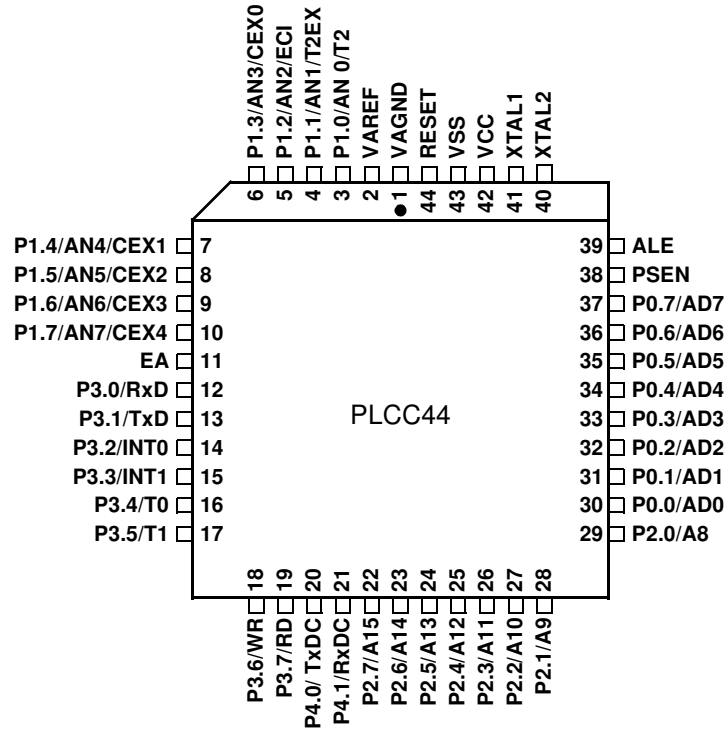 P1.3/AN3/CEX0
P1.2/AN2/ECI
P1.1/AN1/T2EX
P1.0/AN 0/T2
VAREF
VAGND
RESET
VSS
VCC
XTAL1
XTAL2
6 5 4 3 2 1 44 43 42 41 40
P1.4/AN4/CEX1 7
P1.5/AN5/CEX2 8
P1.6/AN6/CEX3 9
P1.7/AN7/CEX4 10
EA 11
P3.0/RxD 12
P3.1/TxD 13
P3.2/INT0 14
P3.3/INT1 15
P3.4/T0 16
P3.5/T1 17
PLCC44
39 ALE
38 PSEN
37 P0.7/AD7
36 P0.6/AD6
35 P0.5/AD5
34 P0.4/AD4
33 P0.3/AD3
32 P0.2/AD2
31 P0.1/AD1
30 P0.0/AD0
29 P2.0/A8
18 19 20 21 22 23 24 25 26 27 28
P3.6/WR
P3.7/RD
P4.0/ TxDC
P4.1/RxDC
P2.7/A15
P2.6/A14
P2.5/A13
P2.4/A12
P2.3/A11
P2.2/A10
P2.1/A9